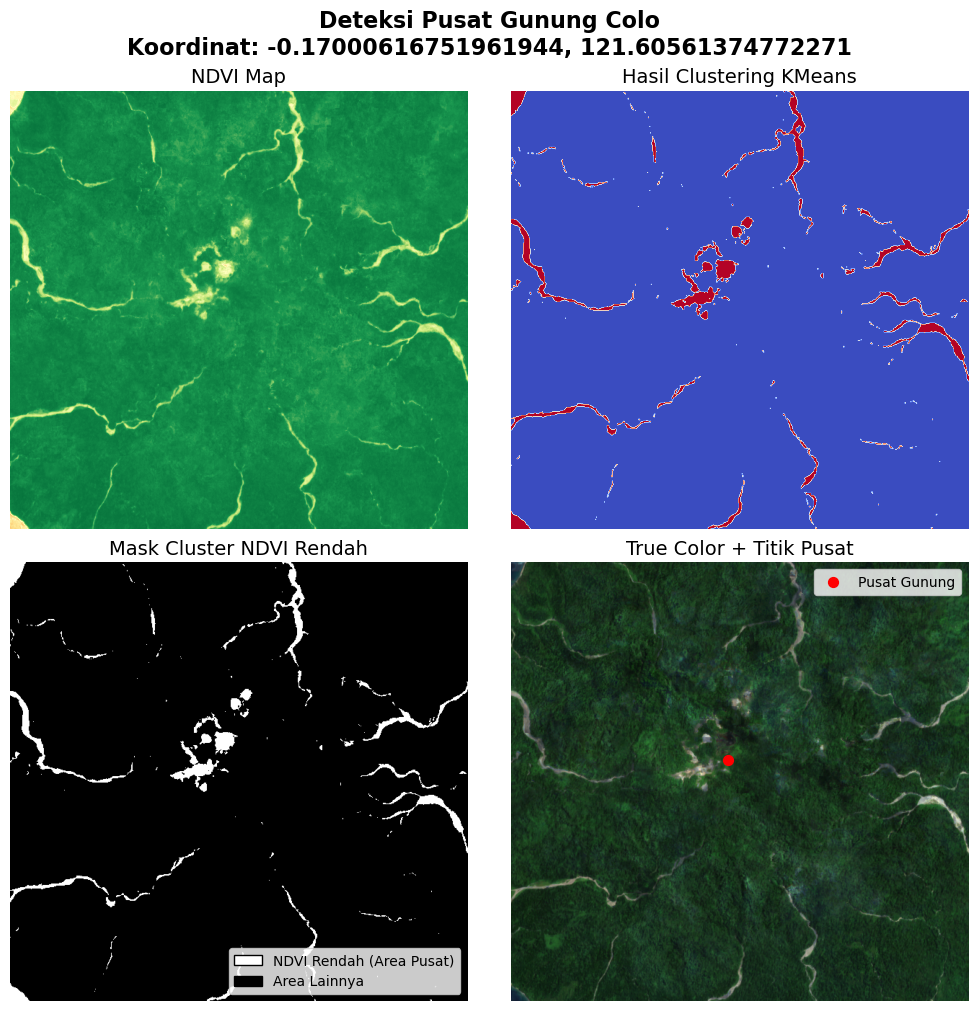 Deteksi Pusat Gunung Colo
Koordinat: -0.17000616751961944, 121.60561374772271
NDVI Map
Hasil Clustering KMeans
Mask Cluster NDVI Rendah
True Color + Titik Pusat
Pusat Gunung
NDVI Rendah (Area Pusat)
Area Lainnya